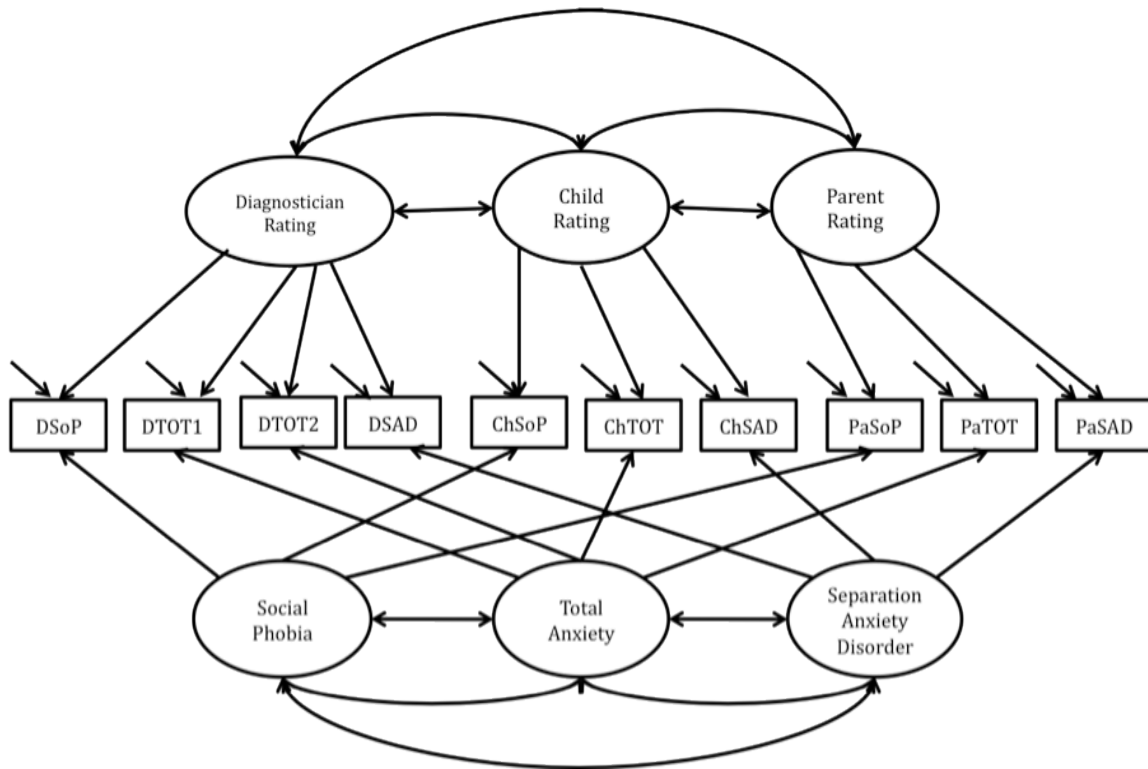 Diagnostician
Rating
Child
Rating
Parent
Rating
DSoP
DTOT1
DTOT2
DSAD
ChSoP
ChTOT
ChSAD
PaSoP
PaTOT
PaSAD
Social
Phobia
Total
Anxiety
Separation
Anxiety
Disorder